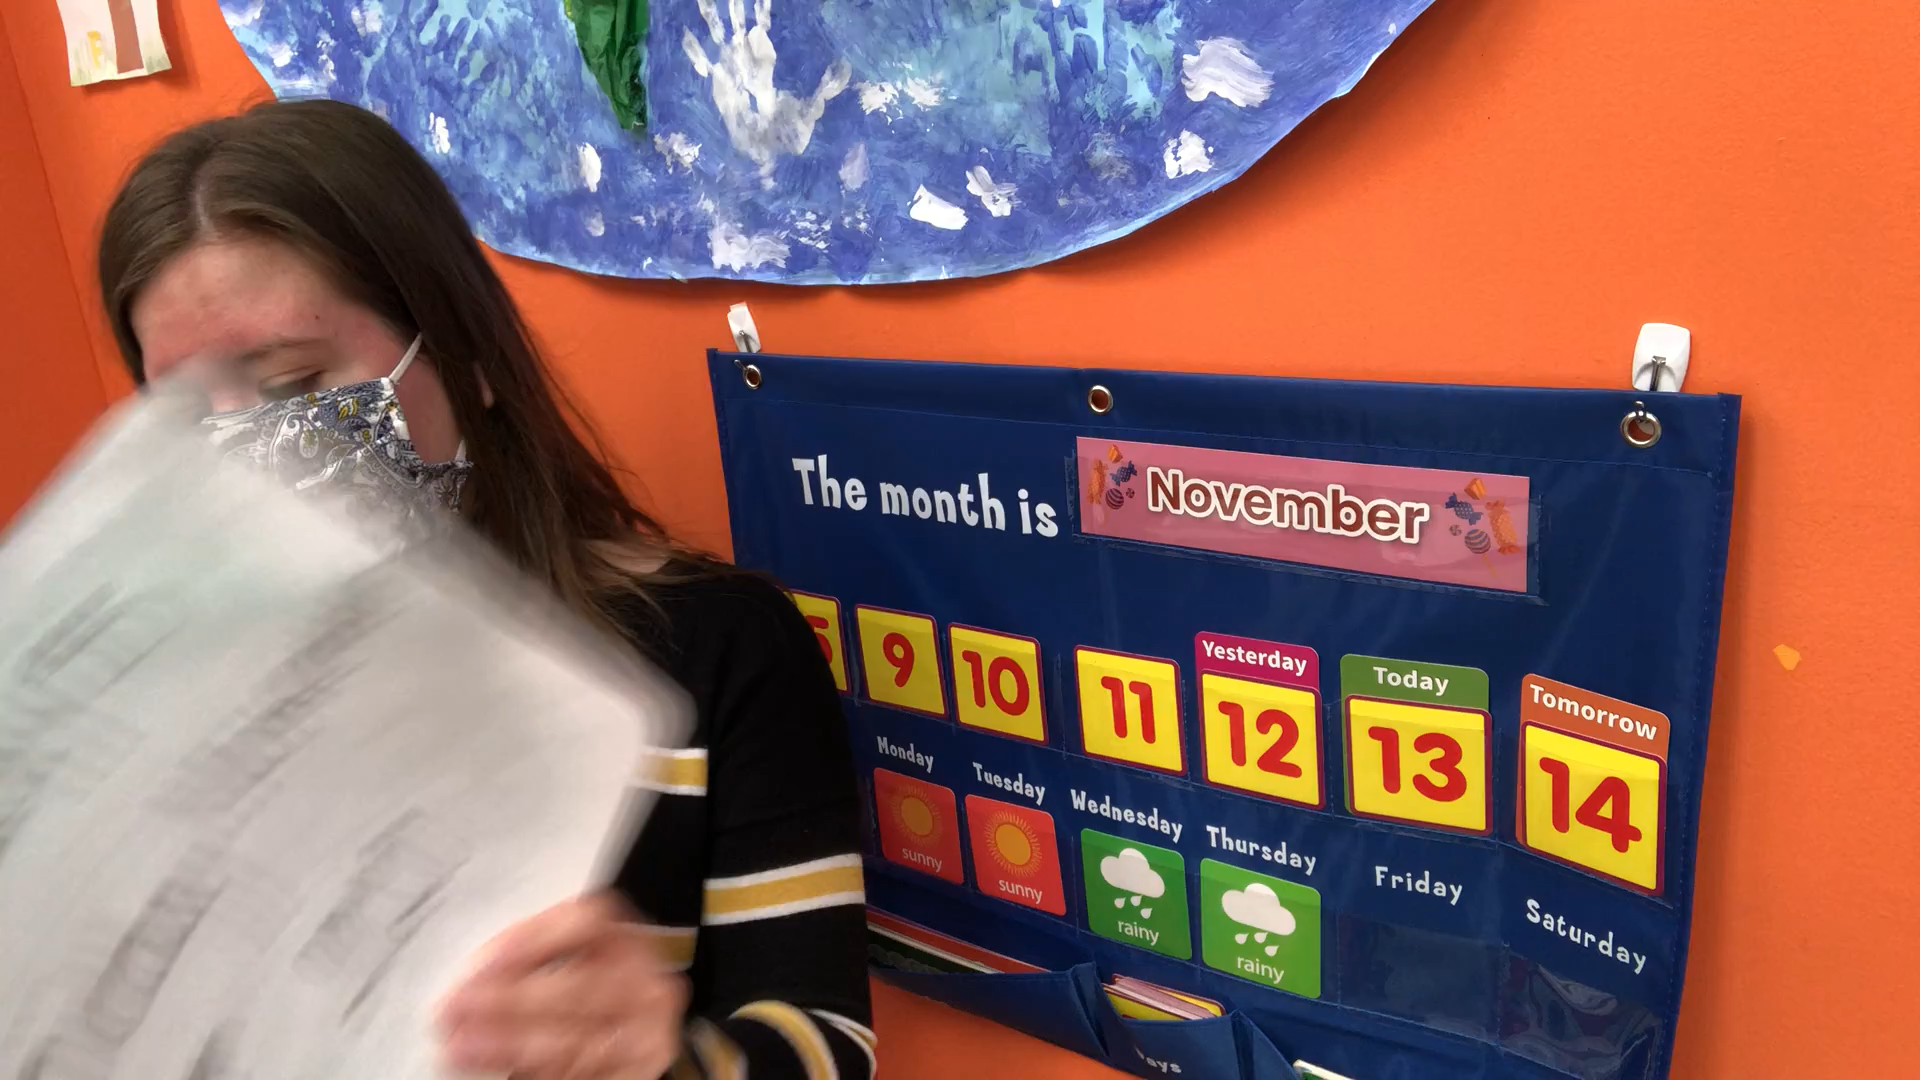 The month is November
9 10 11 Yesterday 12 Today 13 Tomorrow 14
Monday Tuesday Wednesday Thursday Friday Saturday
sunny sunny rainy rainy